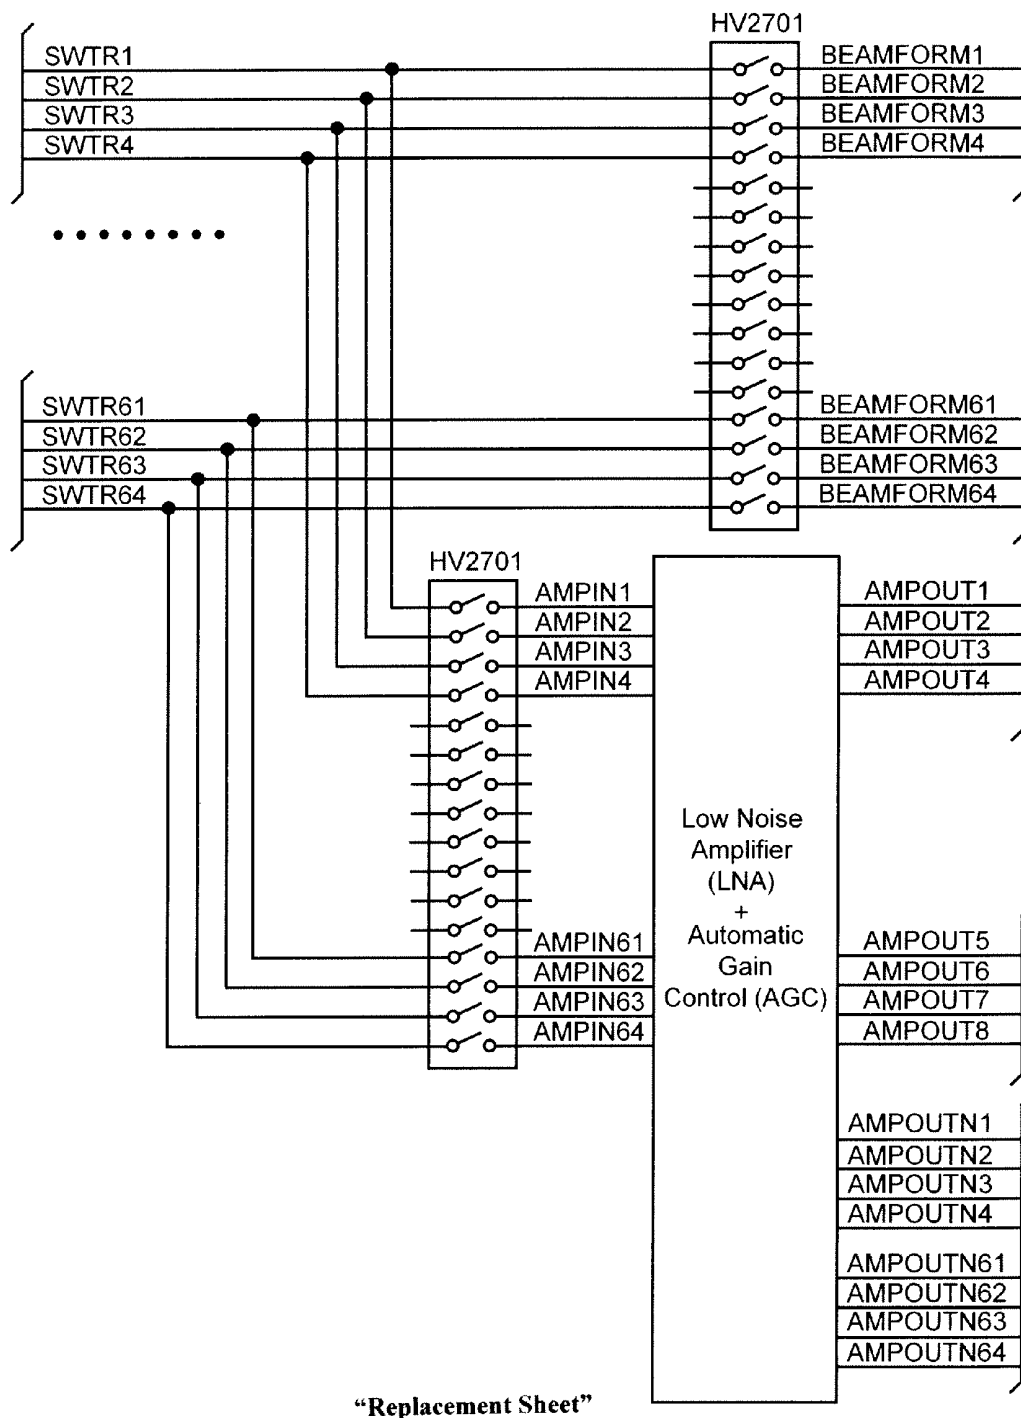 HV2701
SWTR1
BEAMFORM1
SWTR2
BEAMFORM2
SWTR3
BEAMFORM3
SWTR4
BEAMFORM4
SWTR61
BEAMFORM61
SWTR62
BEAMFORM62
SWTR63
BEAMFORM63
SWTR64
BEAMFORM64
HV2701
AMPIN1
AMPOUT1
AMPIN2
AMPOUT2
AMPIN3
AMPOUT3
AMPIN4
AMPOUT4
Low Noise
Amplifier
(LNA)
+
Automatic
Gain
Control (AGC)
AMPIN61
AMPOUT5
AMPIN62
AMPOUT6
AMPIN63
AMPOUT7
AMPIN64
AMPOUT8
AMPOUTN1
AMPOUTN2
AMPOUTN3
AMPOUTN4
AMPOUTN61
AMPOUTN62
AMPOUTN63
AMPOUTN64
“Replacement Sheet”